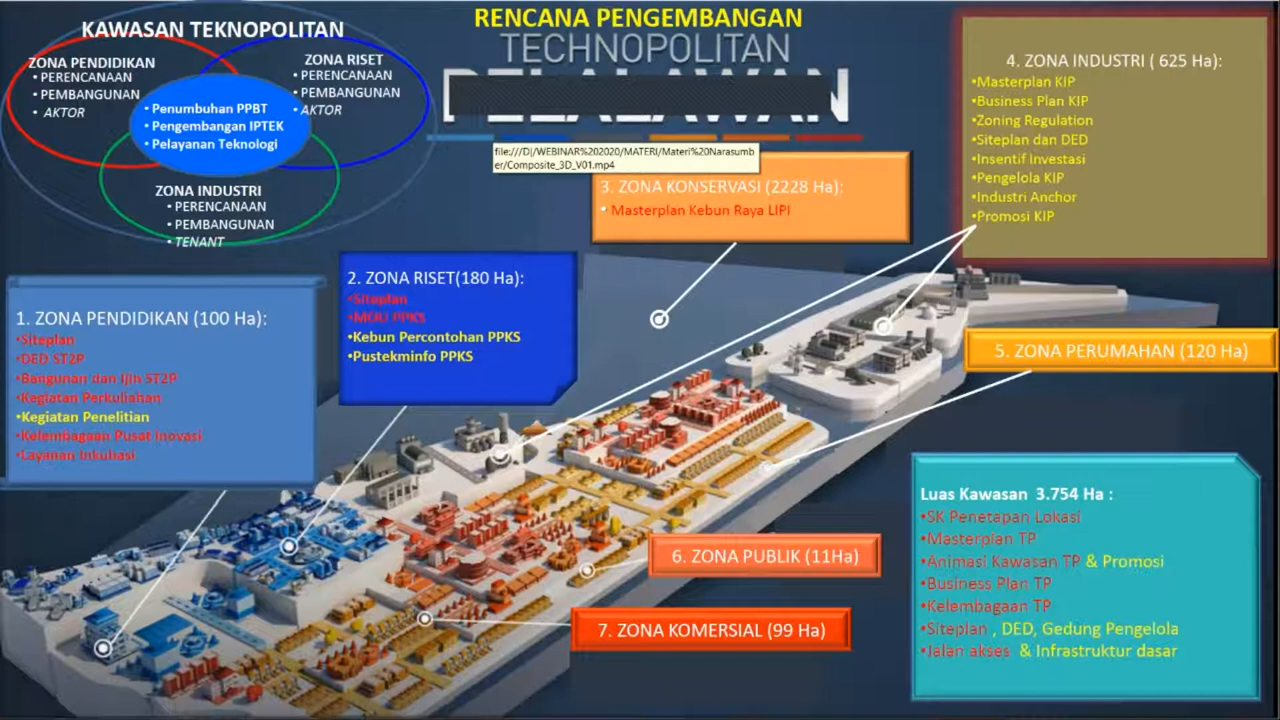 RENCANA PENGEMBANGAN
TECHNOPOLITAN
PELALAWAN
file:///D|/WEBINAR%202020/MATERI/Materi%20Narasumb
er/Composite_3D_V01.mp4
KAWASAN TEKNOPOLITAN
ZONA PENDIDIKAN
• PERENCANAAN
• PEMBANGUNAN
• AKTOR
ZONA RISET
• PERENCANAAN
• PEMBANGUNAN
• AKTOR
• Penumbuhan PPBT
• Pengembangan IPTEK
• Pelayanan Teknologi
ZONA INDUSTRI
• PERENCANAAN
• PEMBANGUNAN
• TENANT
1. ZONA PENDIDIKAN (100 Ha):
•Siteplan
•DED ST2P
•Bangunan dan Ijin ST2P
•Kegiatan Perkuliahan
•Kegiatan Penelitian
•Kelembagaan Pusat Inovasi
•Layanan Inkubasi
2. ZONA RISET(180 Ha):
•Siteplan
•MOU PPKS
•Kebun Percontohan PPKS
•Pustekminfo PPKS
3. ZONA KONSERVASI (2228 Ha):
• Masterplan Kebun Raya LIPI
4. ZONA INDUSTRI ( 625 Ha):
•Masterplan KIP
•Business Plan KIP
•Zoning Regulation
•Siteplan dan DED
•Insentif Investasi
•Pengelola KIP
•Industri Anchor
•Promosi KIP
5. ZONA PERUMAHAN (120 Ha)
6. ZONA PUBLIK (11Ha)
7. ZONA KOMERSIAL (99 Ha)
Luas Kawasan 3.754 Ha :
•SK Penetapan Lokasi
•Masterplan TP
•Animasi Kawasan TP & Promosi
•Business Plan TP
•Kelembagaan TP
•Siteplan , DED, Gedung Pengelola
•Jalan akses & Infrastruktur dasar